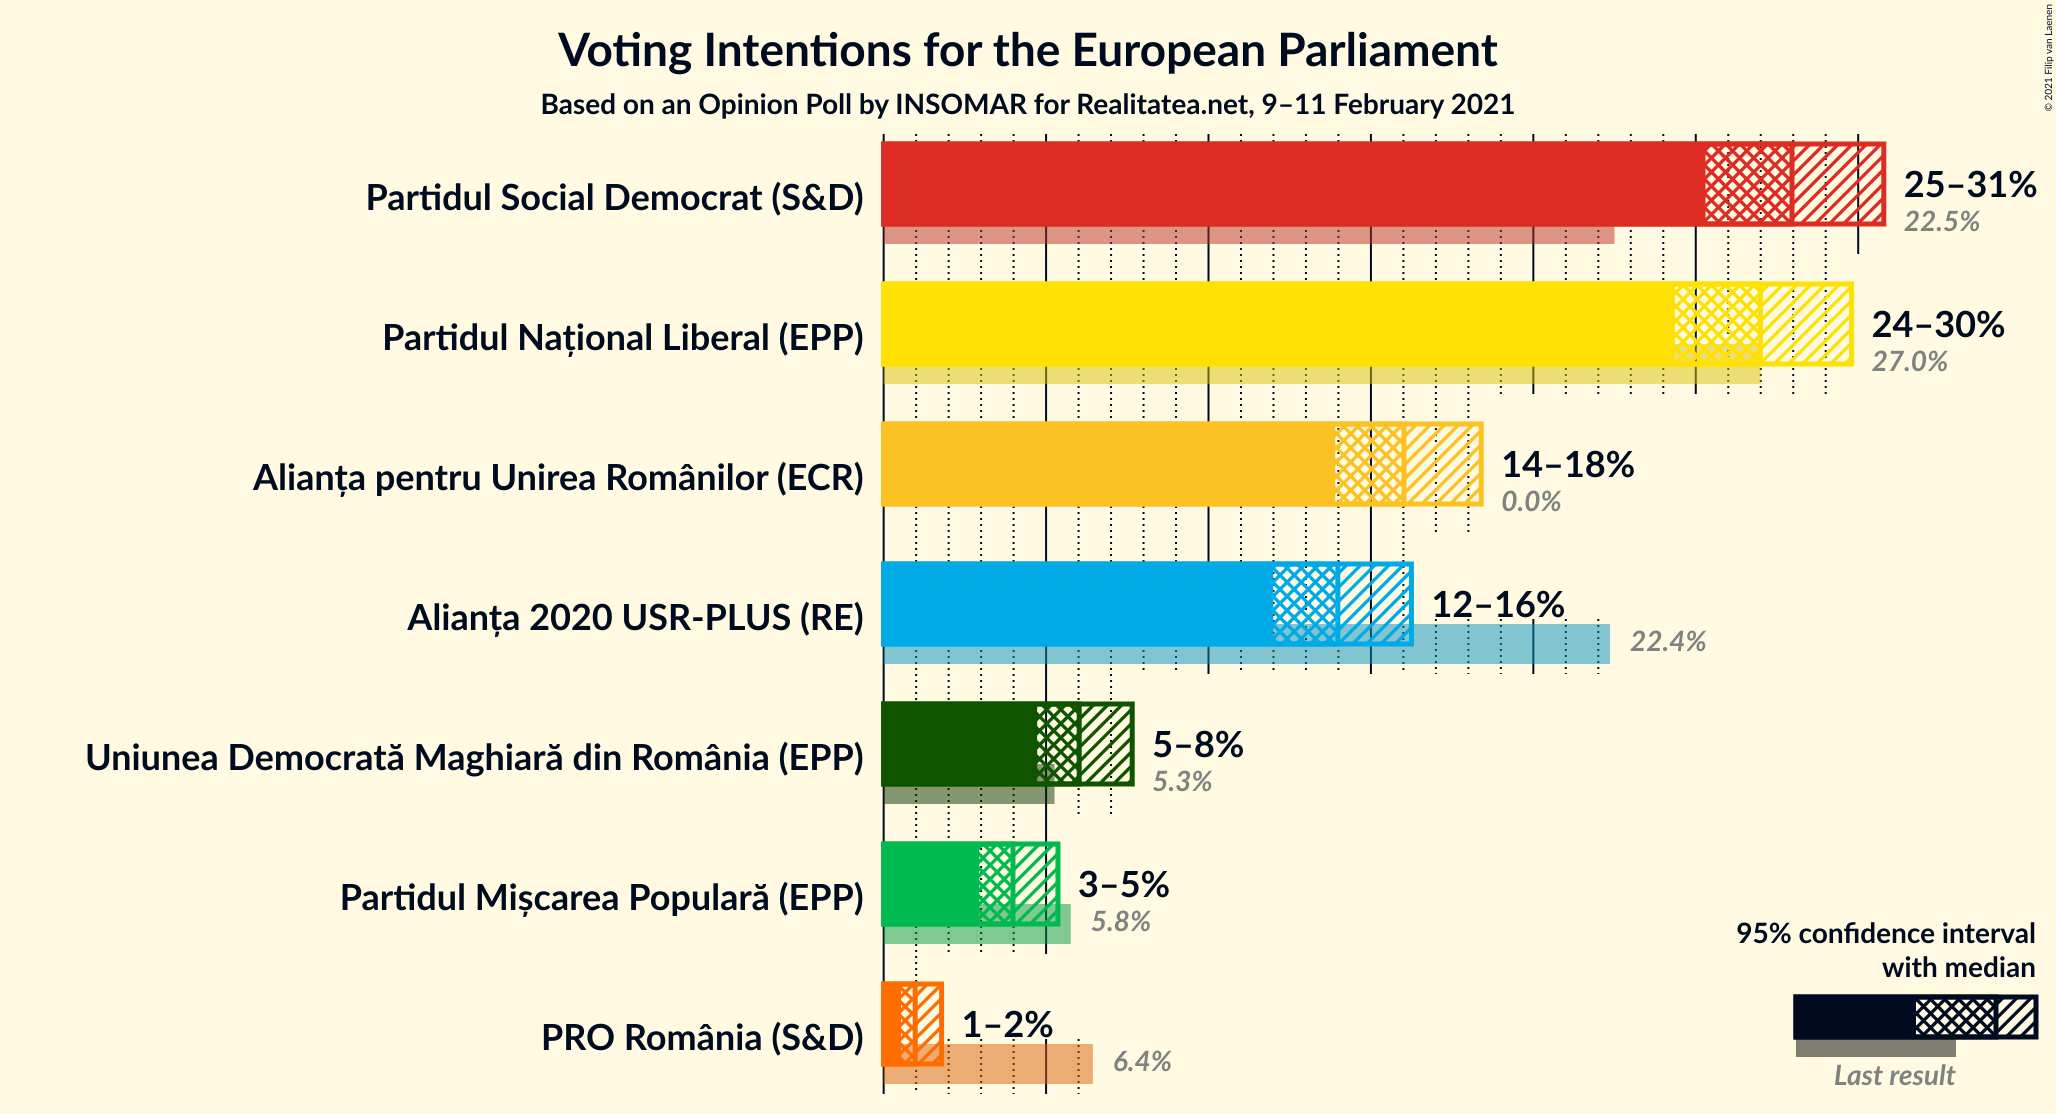 Voting Intentions for the European Parliament
Based on an Opinion Poll by INSOMAR for Realitatea.net, 9–11 February 2021
© 2021 Filip van Laenen
Partidul Social Democrat (S&D)
25–31%
22.5%
Partidul Național Liberal (EPP)
24–30%
27.0%
Alianța pentru Unirea Românilor (ECR)
14–18%
0.0%
Alianța 2020 USR-PLUS (RE)
12–16%
22.4%
Uniunea Democrată Maghiară din România (EPP)
5–8%
5.3%
Partidul Mișcarea Populară (EPP)
3–5%
5.8%
PRO România (S&D)
1–2%
6.4%
95% confidence interval
with median
Last result